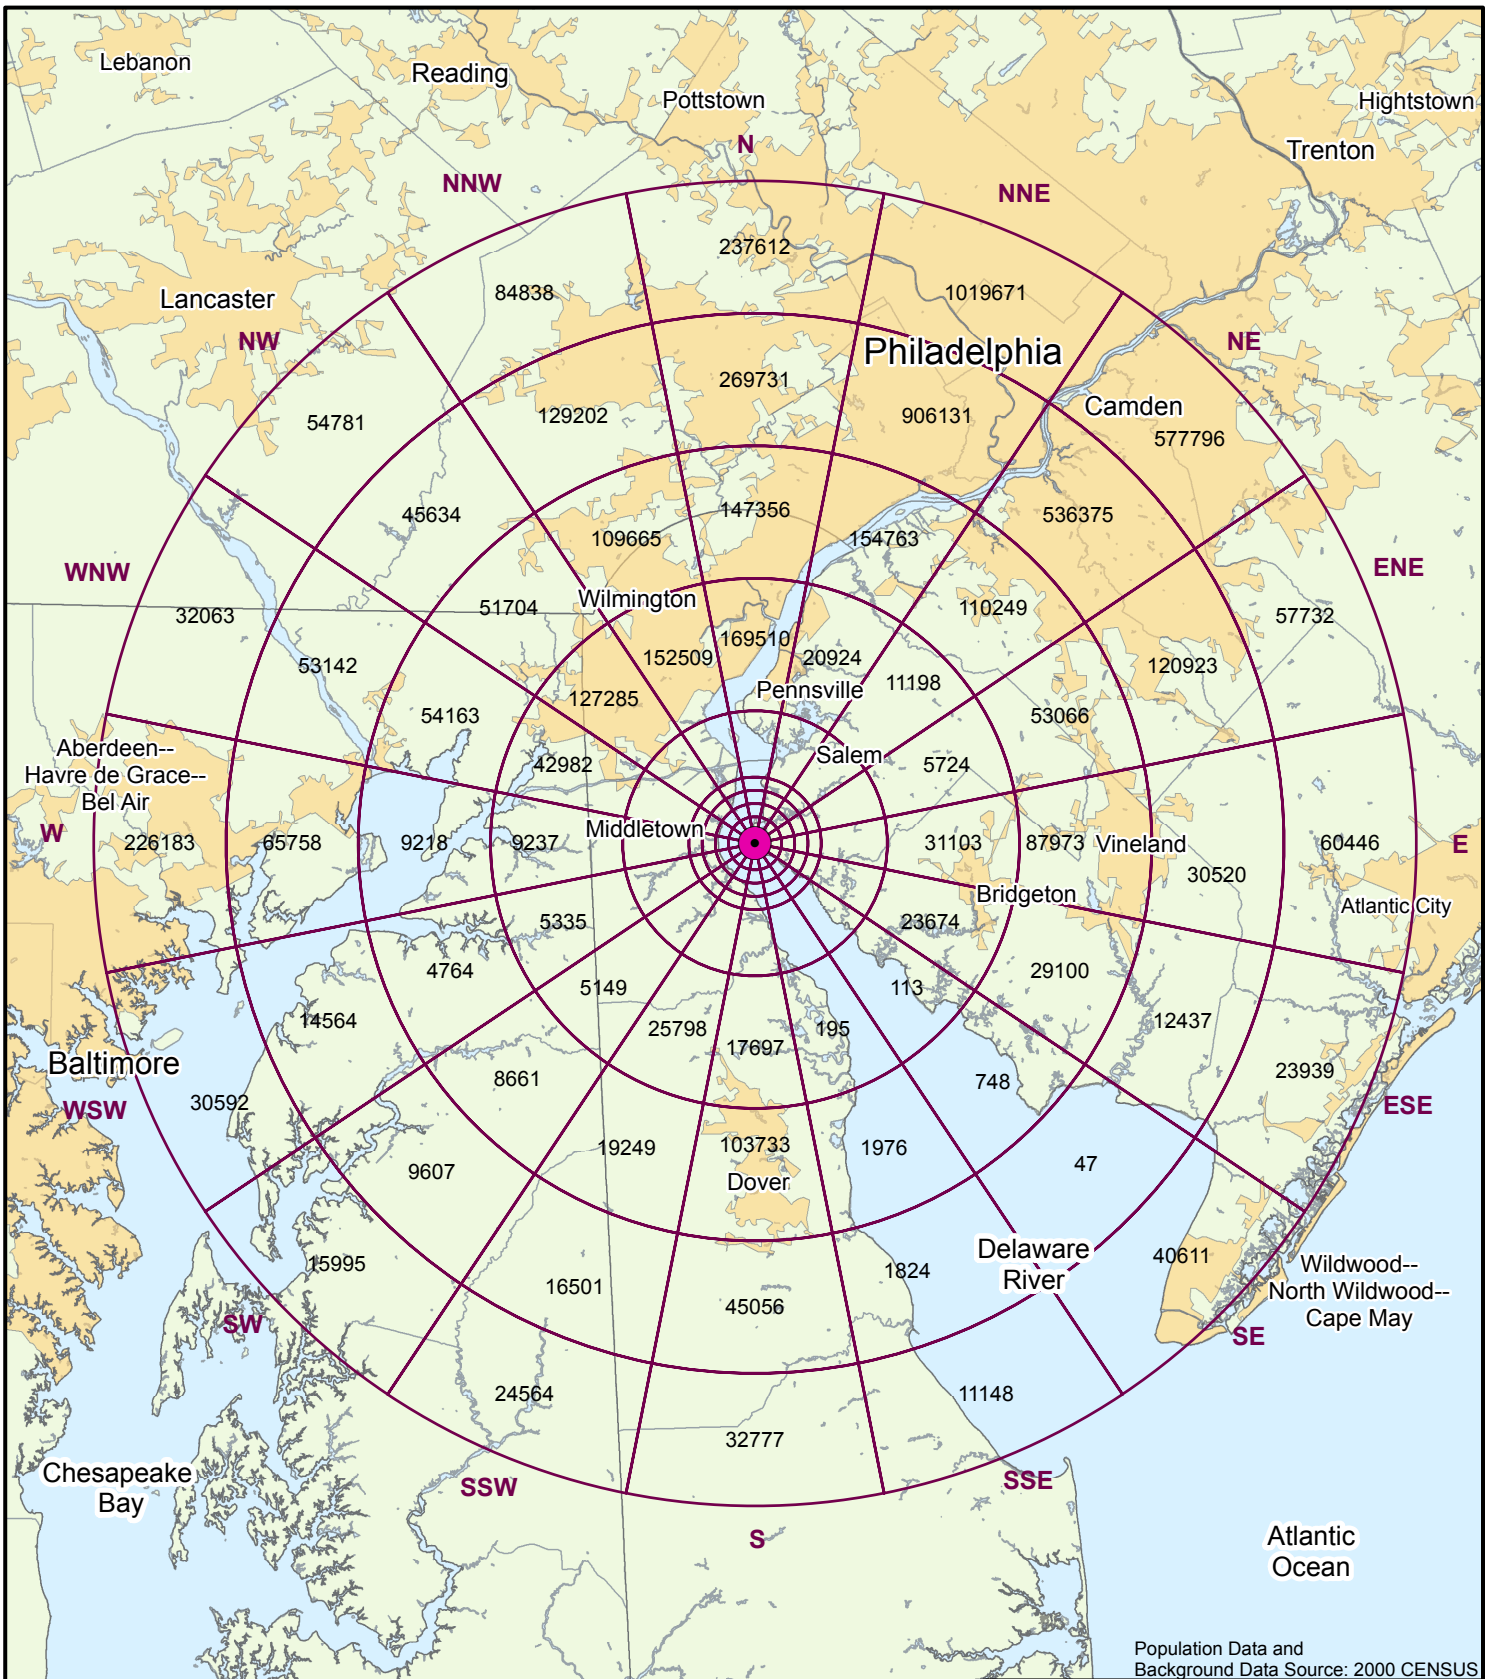 Lebanon
Reading
Pottstown
Hightstown
N
Trenton
NNW
NNE
237612
84838
1019671
Lancaster
NW
NE
Philadelphia
269731
54781
129202
906131
Camden
577796
45634
147356
536375
109665
154763
WNW
ENE
32063
51704
Wilmington
110249
57732
169510
53142
152509
20924
120923
127285
Pennsville
11198
54163
53066
Aberdeen--
Havre de Grace--
Bel Air
42982
Salem
5724
W
226183
65758
9218
9237
Middletown
31103
87973
Vineland
60446
E
30520
Bridgeton
Atlantic City
5335
23674
4764
29100
5149
113
14564
25798
195
12437
17697
Baltimore
8661
748
23939
30592
WSW
ESE
19249
103733
1976
47
9607
Dover
15995
16501
1824
Delaware
River
40611
Wildwood--
North Wildwood--
Cape May
45056
SW
SE
24564
11148
32777
Chesapeake
Bay
SSW
SSE
S
Atlantic
Ocean
Population Data and
Background Data Source: 2000 CENSUS